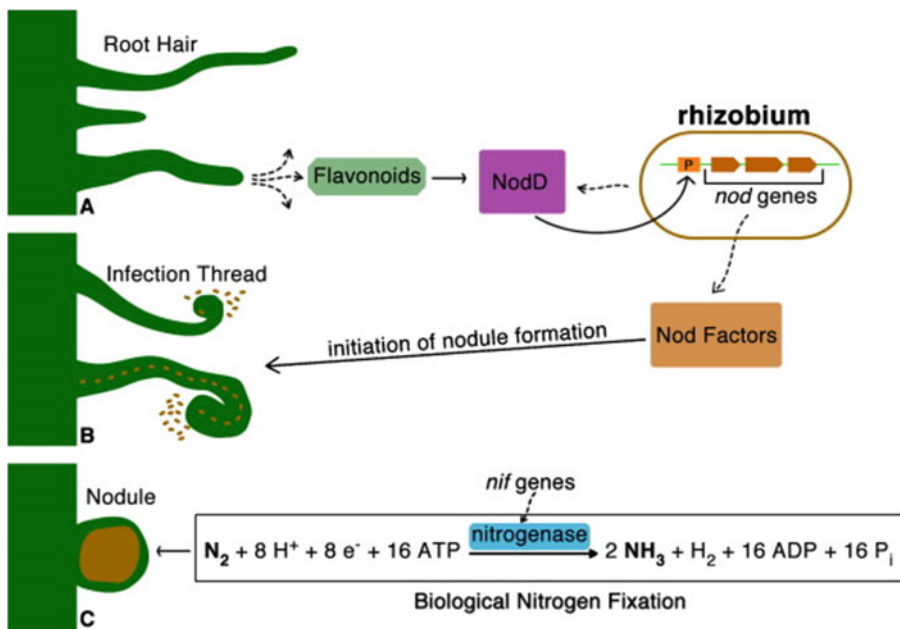 Root Hair
rhizobium
P
Flavonoids
NodD
nod genes
A
Infection Thread
initiation of nodule formation
Nod Factors
B
Nodule
nif genes
nitrogenase
N₂ + 8 H⁺ + 8 e⁻ + 16 ATP 2 NH₃ + H₂ + 16 ADP + 16 Pᵢ
Biological Nitrogen Fixation
C